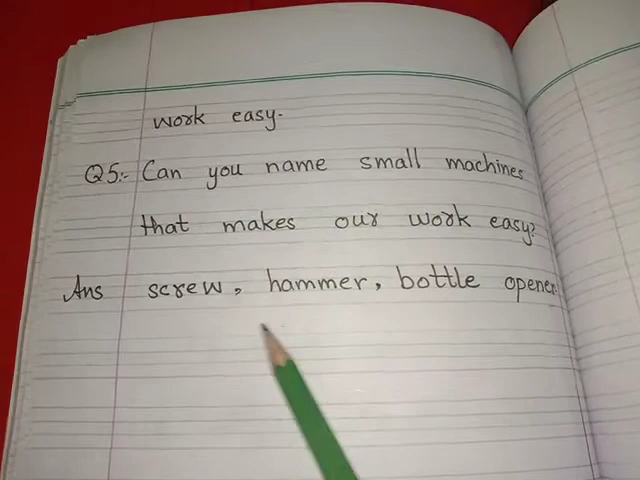 work easy.
Q5:- Can you name small machines
that makes our work easy?
Ans screw, hammer, bottle opener.